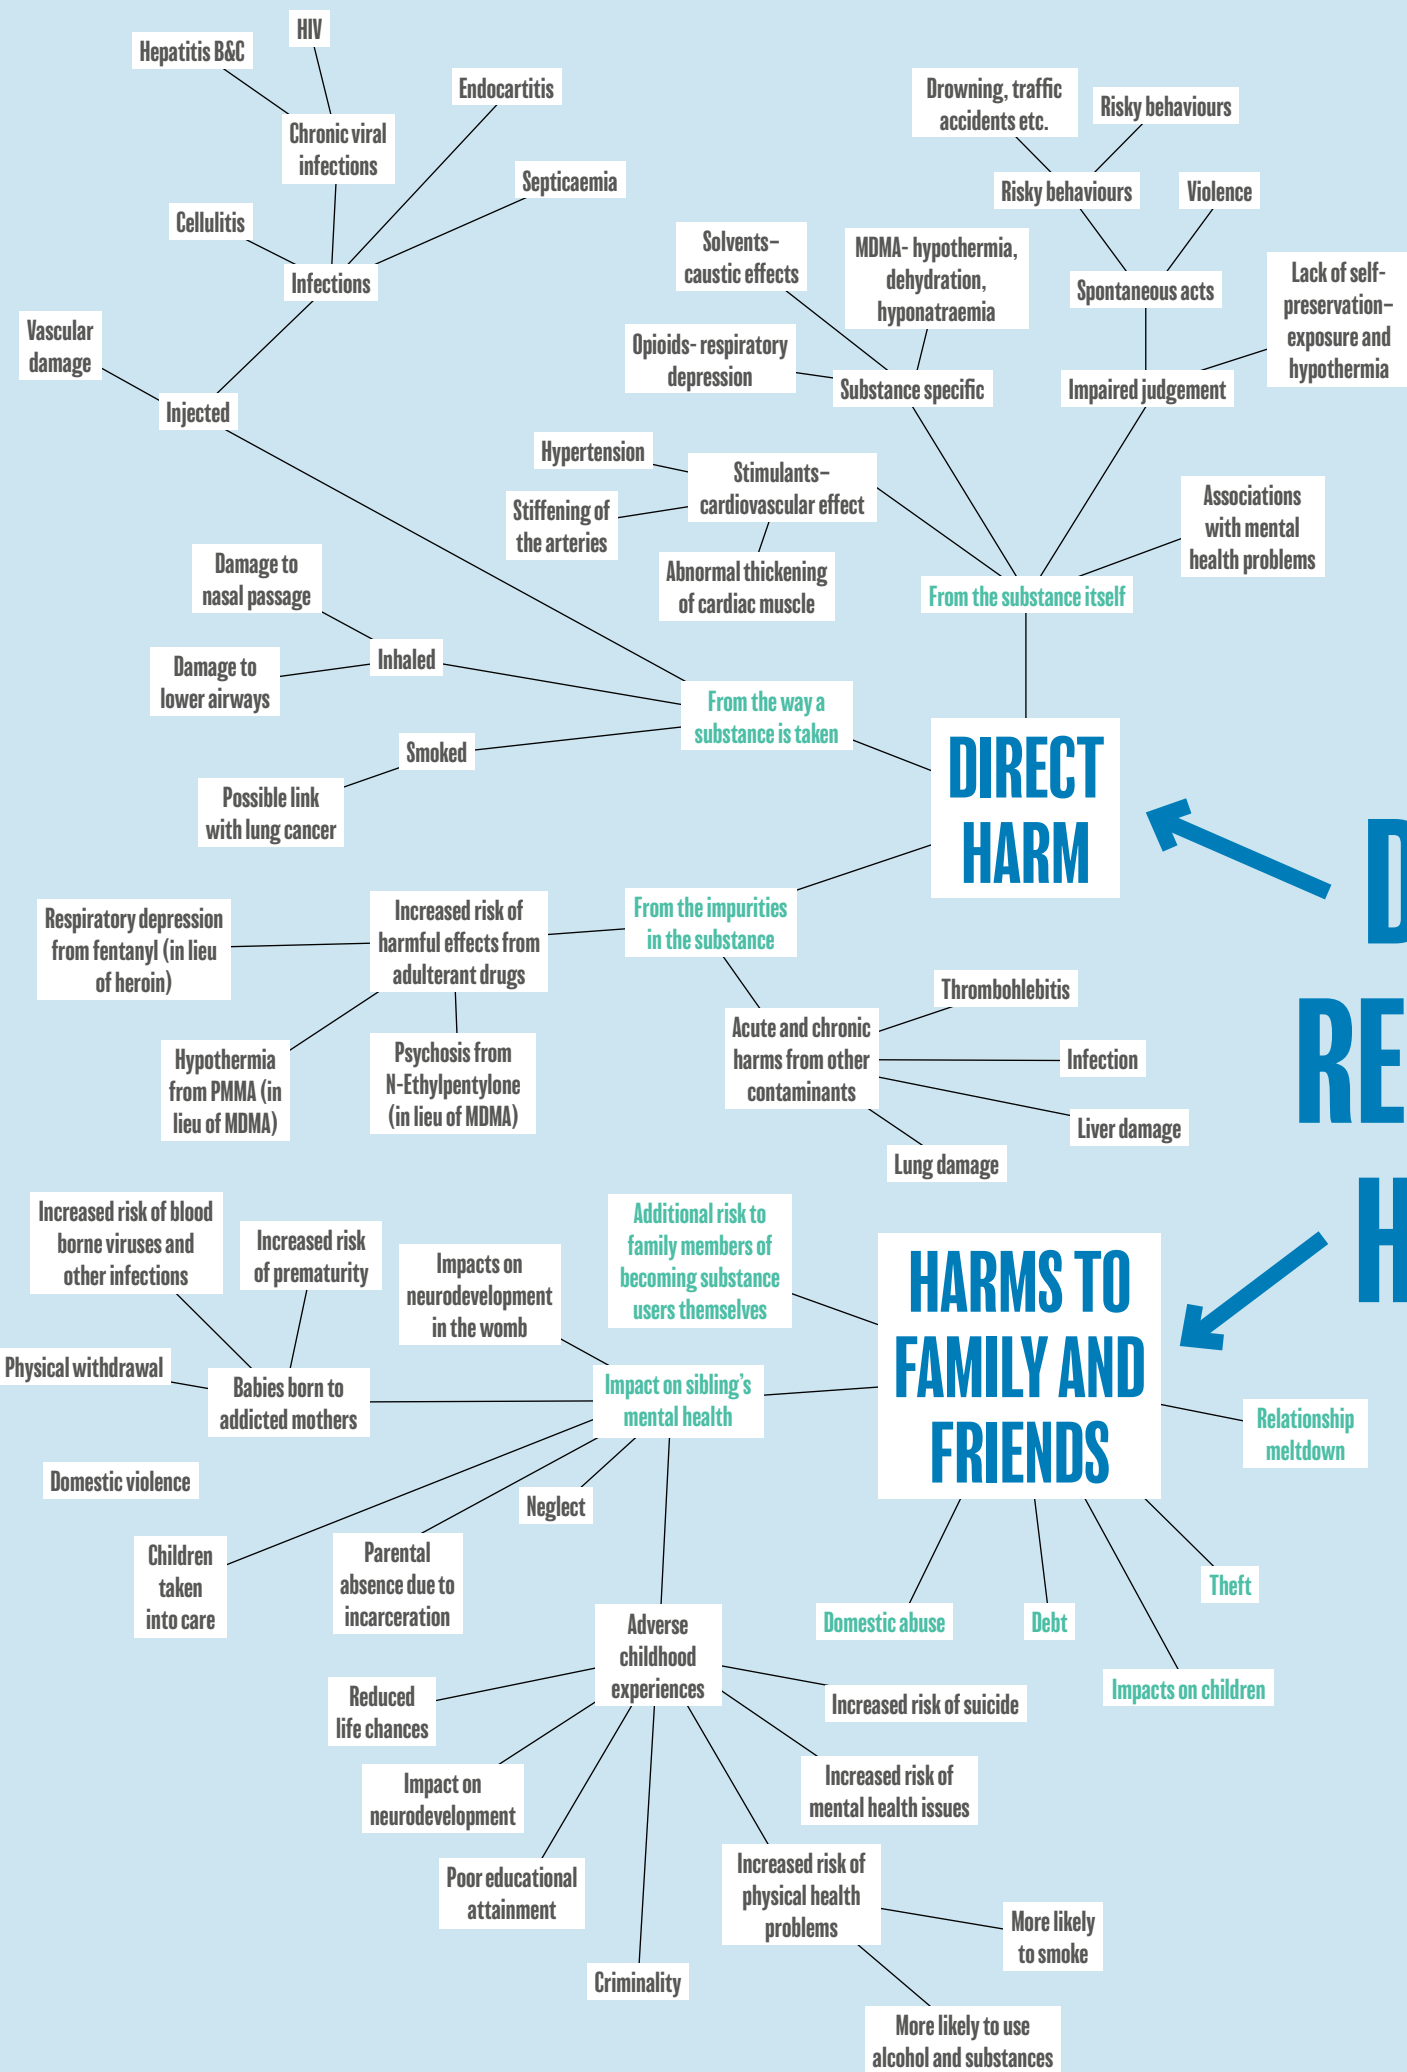 HIV
Hepatitis B&C
Endocartitis
Chronic viral
infections
Septicaemia
Cellulitis
Infections
Vascular
damage
Injected
Drowning, traffic
accidents etc.
Risky behaviours
Risky behaviours
Violence
Solvents–
caustic effects
MDMA- hypothermia,
dehydration,
hyponatraemia
Spontaneous acts
Lack of self-
preservation–
exposure and
hypothermia
Opioids- respiratory
depression
Substance specific
Impaired judgement
Hypertension
Stimulants–
cardiovascular effect
Stiffening of
the arteries
Abnormal thickening
of cardiac muscle
Associations
with mental
health problems
From the substance itself
Damage to
nasal passage
Inhaled
Damage to
lower airways
From the way a
substance is taken
Smoked
Possible link
with lung cancer
DIRECT
HARM
D
RE
H
Respiratory depression
from fentanyl (in lieu
of heroin)
Increased risk of
harmful effects from
adulterant drugs
From the impurities
in the substance
Hypothermia
from PMMA (in
lieu of MDMA)
Psychosis from
N-Ethylpentylone
(in lieu of MDMA)
Acute and chronic
harms from other
contaminants
Thrombohlebitis
Infection
Liver damage
Lung damage
Increased risk of blood
borne viruses and
other infections
Increased risk
of prematurity
Impacts on
neurodevelopment
in the womb
Additional risk to
family members of
becoming substance
users themselves
HARMS TO
FAMILY AND
FRIENDS
Physical withdrawal
Babies born to
addicted mothers
Impact on sibling's
mental health
Relationship
meltdown
Domestic violence
Neglect
Children
taken
into care
Parental
absence due to
incarceration
Theft
Domestic abuse
Debt
Impacts on children
Adverse
childhood
experiences
Reduced
life chances
Increased risk of suicide
Impact on
neurodevelopment
Increased risk of
mental health issues
Poor educational
attainment
Increased risk of
physical health
problems
More likely
to smoke
Criminality
More likely to use
alcohol and substances